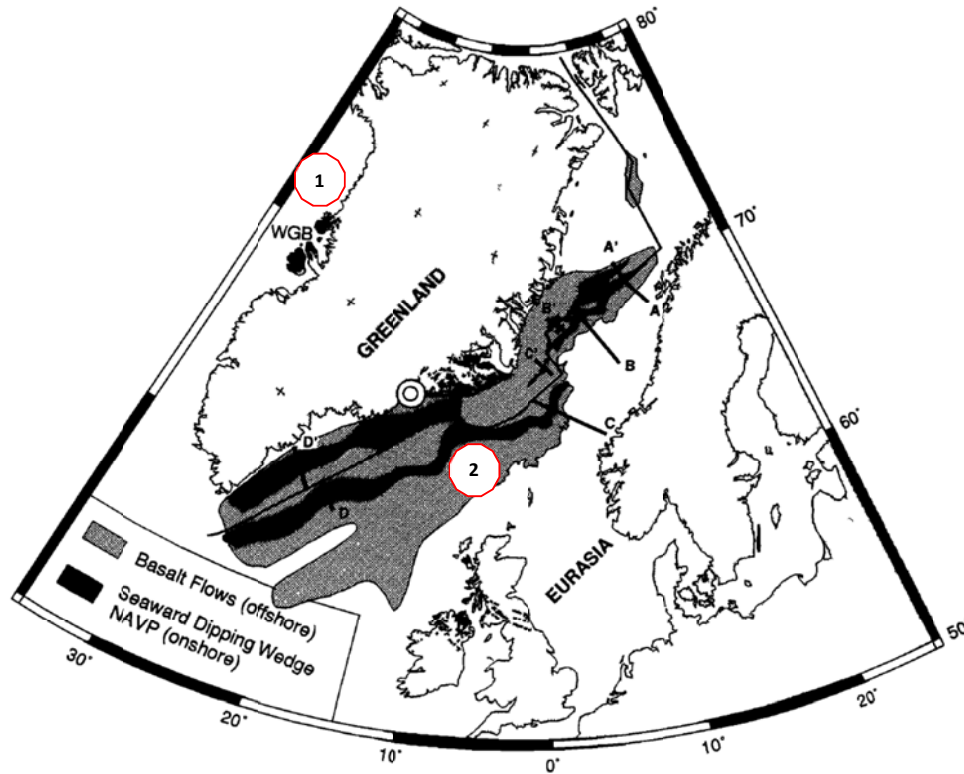 80°
1
WGB
70°
A'
GREENLAND
A
B'
B
C'
60°
C
D'
2
D
EURASIA
Basalt Flows (offshore)
Seaward Dipping Wedge
NAVP (onshore)
50°
30°
20°
20°
10°
10°
0°